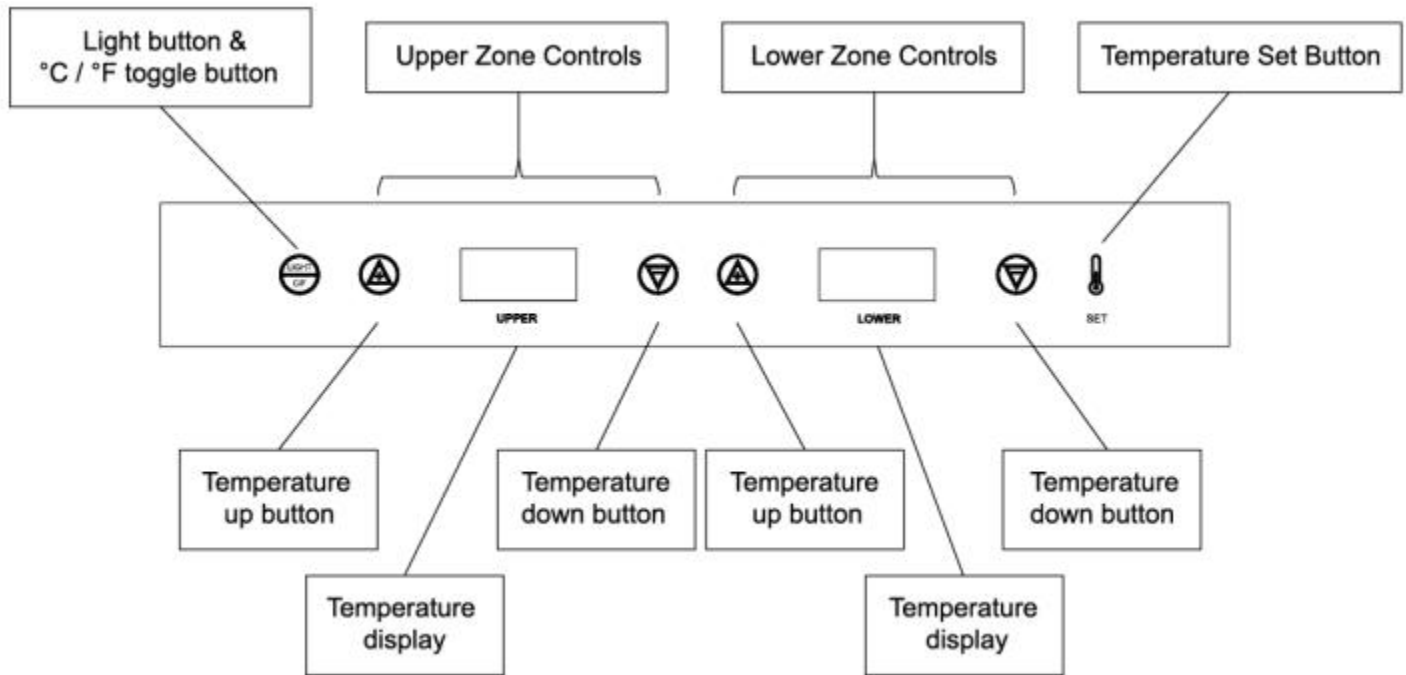 Light button &
°C / °F toggle button
Upper Zone Controls
Lower Zone Controls
Temperature Set Button
LIGHT
C/F
UPPER
LOWER
SET
Temperature
up button
Temperature
down button
Temperature
up button
Temperature
down button
Temperature
display
Temperature
display